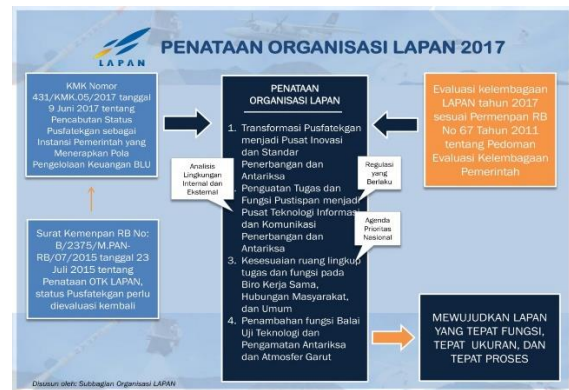 LAPAN
PENATAAN ORGANISASI LAPAN 2017
KMK Nomor
431/KMK.05/2017 tanggal
9 Juni 2017 tentang
Pencabutan Status
Pusfatekgan sebagai
Instansi Pemerintah yang
Menerapkan Pola
Pengelolaan Keuangan BLU
Surat Kemenpan RB No:
B/2375/M.PAN-
RB/07/2015 tanggal 23
Juli 2015 tentang
Penataan OTK LAPAN,
status Pusfatekgan perlu
dievaluasi kembali
PENATAAN
ORGANISASI LAPAN
1. Transformasi Pusfatekgan
menjadi Pusat Inovasi dan
Standar
Penerbangan dan
Antariksa
Penguatan Tugas dan
Fungsi Pustispan menjadi
Pusat Teknologi Informasi
dan Komunikasi
Penerbangan dan
Antariksa
3. Kesesuaian ruang lingkup
tugas dan fungsi pada
Biro Kerja Sama,
Hubungan Masyarakat,
dan Umum
4. Penambahan fungsi Balai
Uji Teknologi dan
Pengamatan Antariksa
dan Atmosfer Garut
Analisis
Lingkungan
Internal dan
Eksternal
Regulasi
yang
Berlaku
Agenda
Prioritas
Nasional
Evaluasi kelembagaan
LAPAN tahun 2017
sesuai Permenpan RB
No 67 Tahun 2011
tentang Pedoman
Evaluasi Kelembagaan
Pemerintah
MEWUJUDKAN LAPAN
YANG TEPAT FUNGSI,
TEPAT UKURAN, DAN
TEPAT PROSES
Disusun oleh: Subbagian Organisasi LAPAN